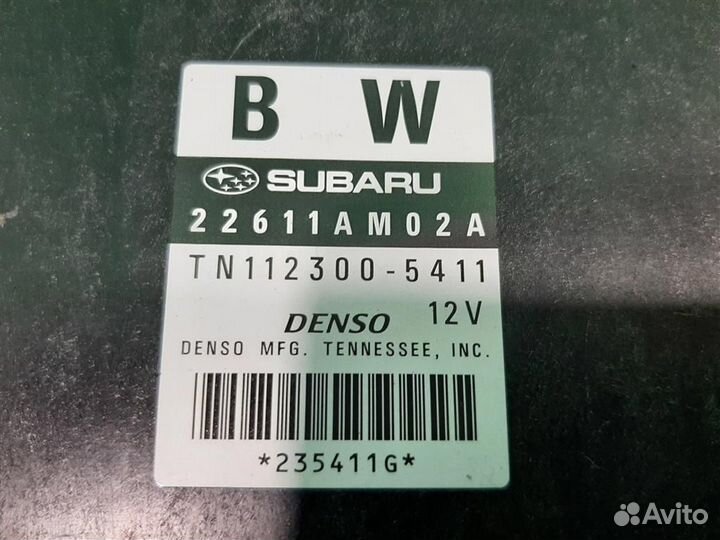 B W
SUBARU
22611AM02A
TN112300-5411
DENSO 12V
DENSO MFG. TENNESSEE, INC.
*235411G*
Avito